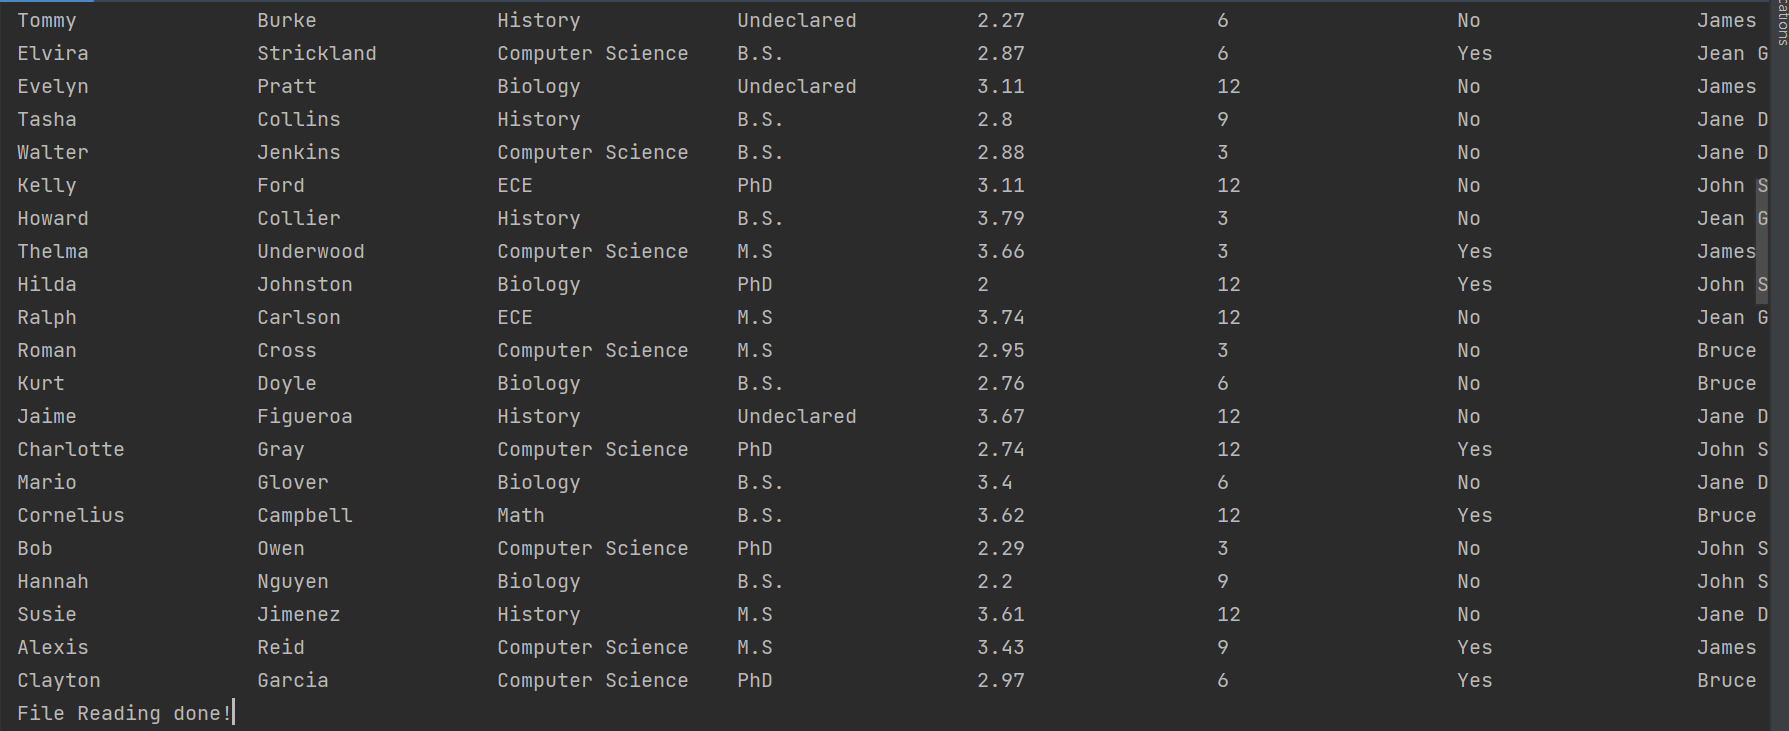 Tommy Burke History Undeclared 2.27 6 No James
Elvira Strickland Computer Science B.S. 2.87 6 Yes Jean G
Evelyn Pratt Biology Undeclared 3.11 12 No James
Tasha Collins History B.S. 2.8 9 No Jane D
Walter Jenkins Computer Science B.S. 2.88 3 No Jane D
Kelly Ford ECE PhD 3.11 12 No John S
Howard Collier History B.S. 3.79 3 No Jean G
Thelma Underwood Computer Science M.S 3.66 3 Yes James
Hilda Johnston Biology PhD 2 12 Yes John S
Ralph Carlson ECE M.S 3.74 12 No Jean G
Roman Cross Computer Science M.S 2.95 3 No Bruce
Kurt Doyle Biology B.S. 2.76 6 No Bruce
Jaime Figueroa History Undeclared 3.67 12 No Jane D
Charlotte Gray Computer Science PhD 2.74 12 Yes John S
Mario Glover Biology B.S. 3.4 6 No Jane D
Cornelius Campbell Math B.S. 3.62 12 Yes Bruce
Bob Owen Computer Science PhD 2.29 3 No John S
Hannah Nguyen Biology B.S. 2.2 9 No John S
Susie Jimenez History M.S 3.61 12 No Jane D
Alexis Reid Computer Science M.S 3.43 9 Yes James
Clayton Garcia Computer Science PhD 2.97 6 Yes Bruce
File Reading done!